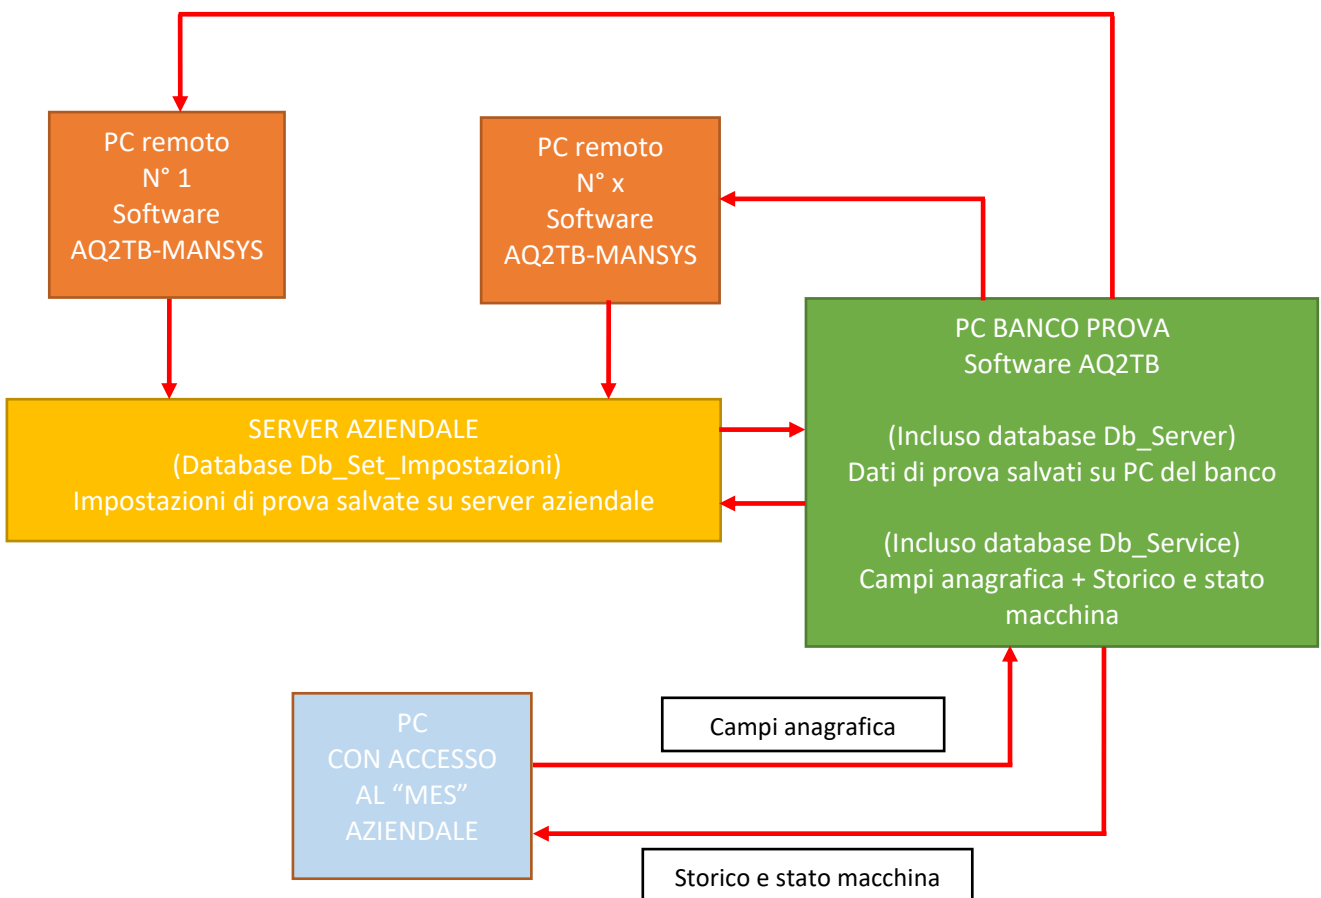 PC remoto
N° 1
Software
AQ2TB-MANSYS
PC remoto
N° x
Software
AQ2TB-MANSYS
PC BANCO PROVA
Software AQ2TB
(Incluso database Db_Server)
Dati di prova salvati su PC del banco
(Incluso database Db_Service)
Campi anagrafica + Storico e stato
macchina
SERVER AZIENDALE
(Database Db_Set_Impostazioni)
Impostazioni di prova salvate su server aziendale
PC
CON ACCESSO
AL “MES”
AZIENDALE
Campi anagrafica
Storico e stato macchina